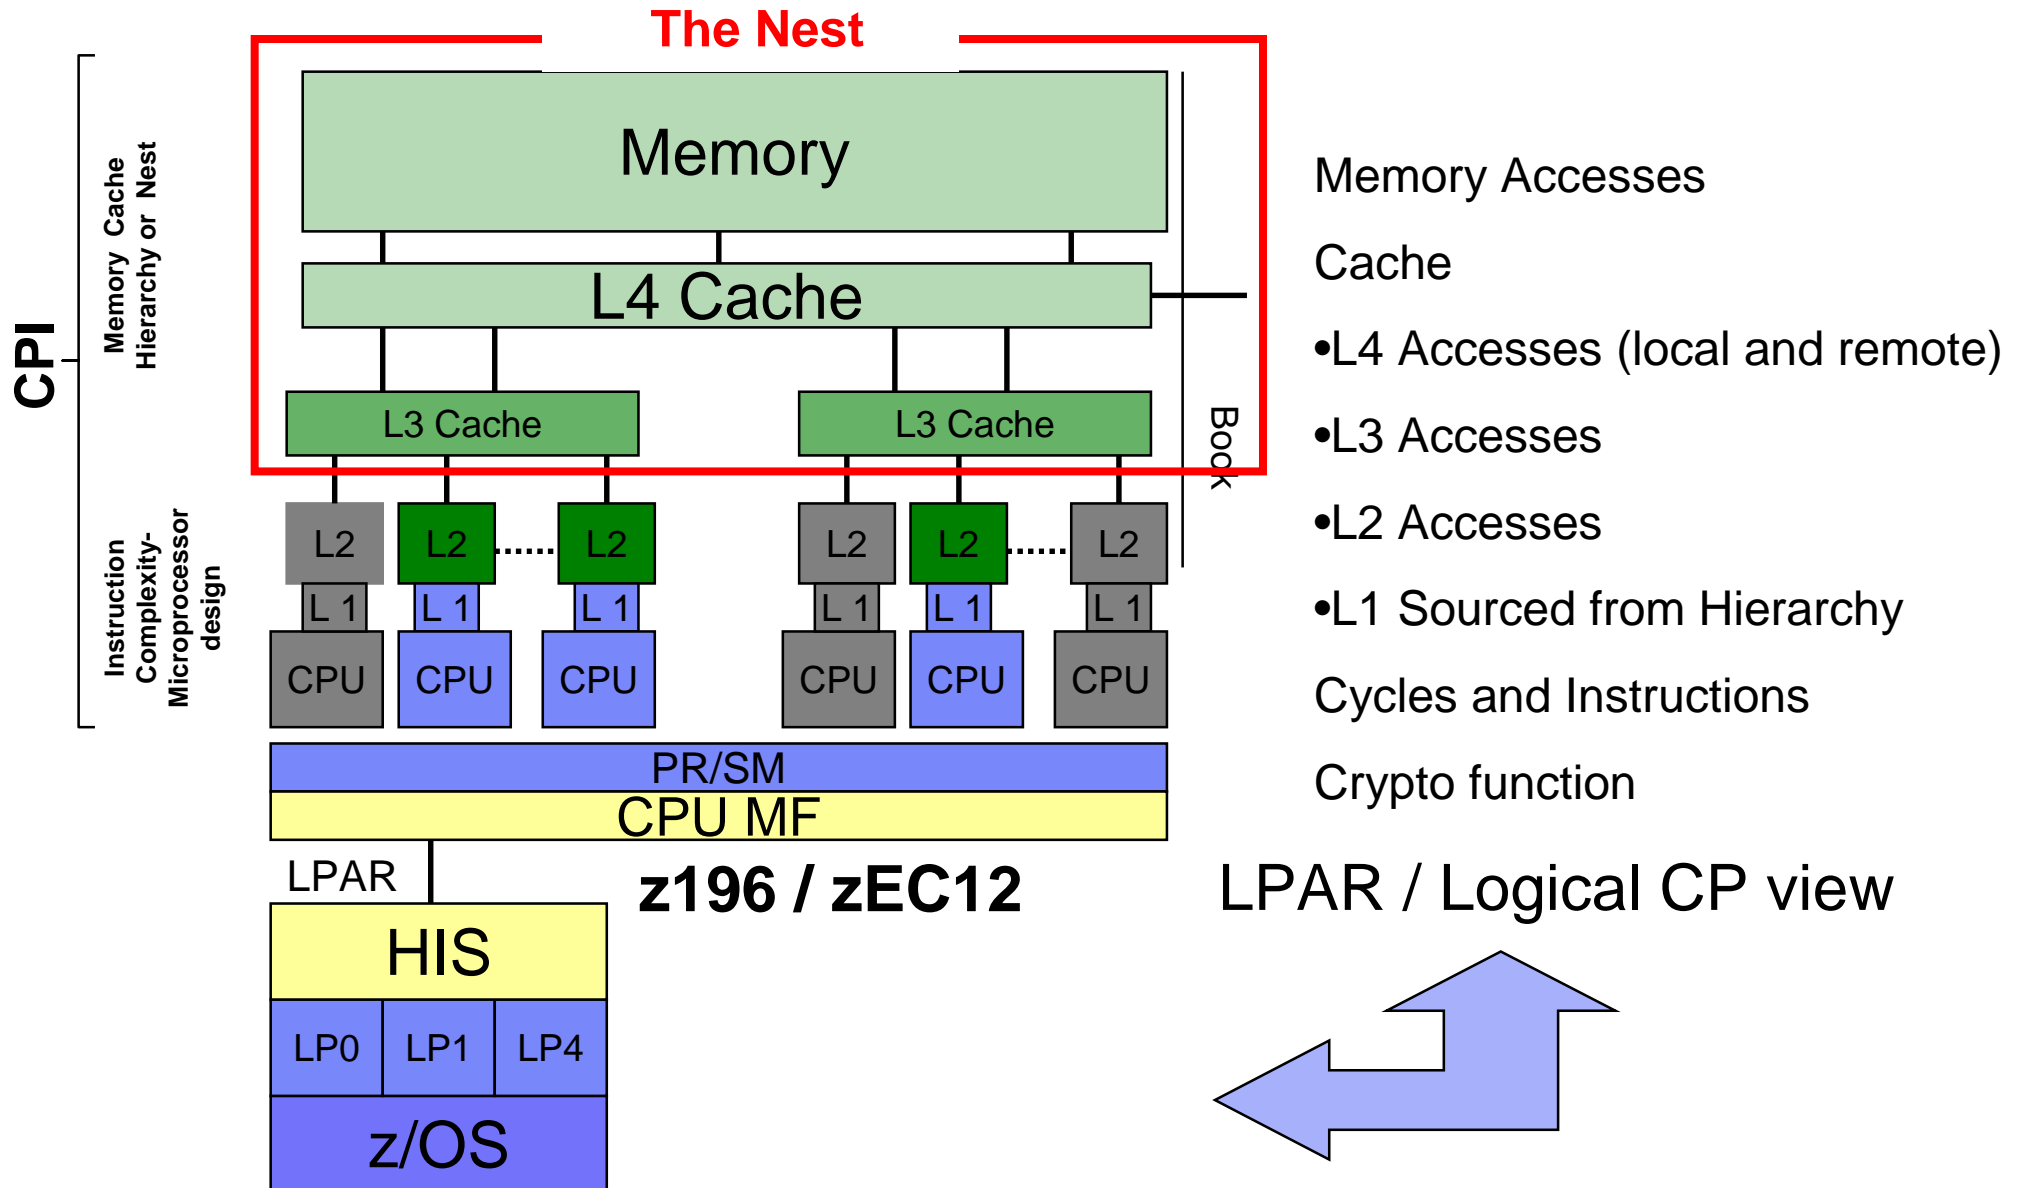 The Nest
Memory
L4 Cache
L3 Cache
L3 Cache
Book
L2
L2
L2
L2
L2
L2
L 1
L 1
L 1
L 1
L 1
L 1
CPU
CPU
CPU
CPU
CPU
CPU
CPI
Memory Cache
Hierarchy or Nest
Instruction
Complexity-
Microprocessor
design
PR/SM
CPU MF
LPAR
z196 / zEC12
HIS
LP0
LP1
LP4
z/OS
Memory Accesses
Cache
•L4 Accesses (local and remote)
•L3 Accesses
•L2 Accesses
•L1 Sourced from Hierarchy
Cycles and Instructions
Crypto function
LPAR / Logical CP view